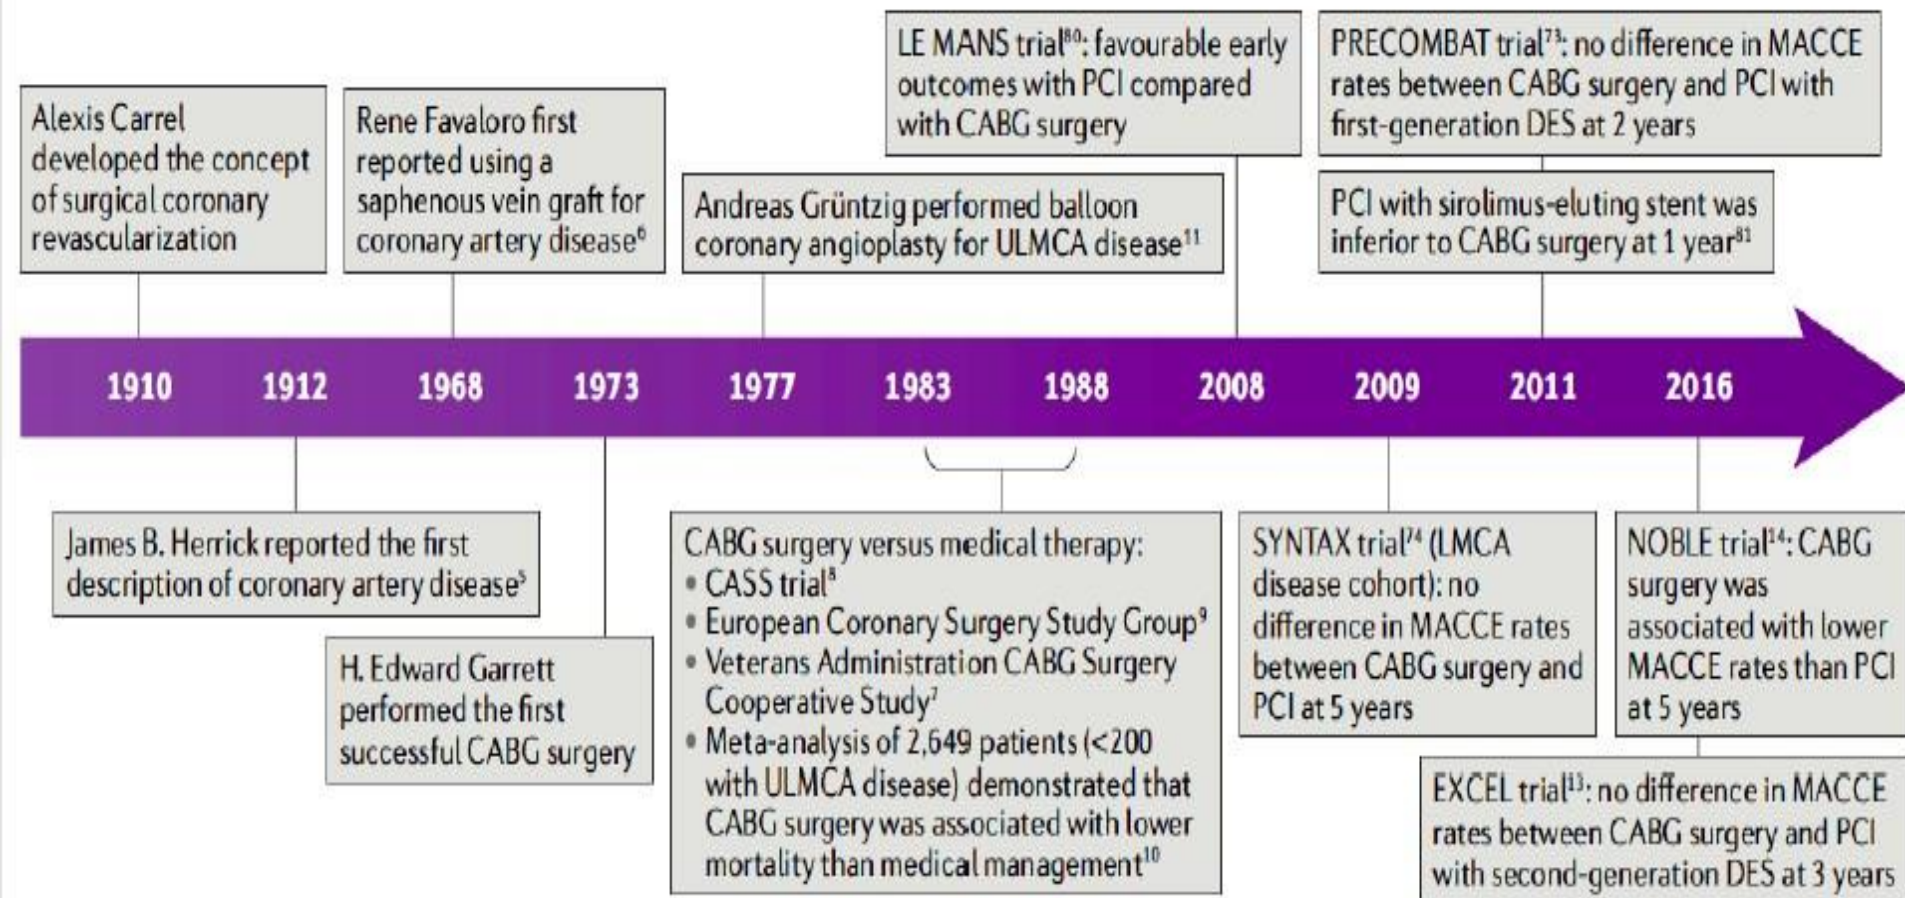 Alexis Carrel
developed the concept
of surgical coronary
revascularization
Rene Favaloro first
reported using a
saphenous vein graft for
coronary artery disease⁶
Andreas Grüntzig performed balloon
coronary angioplasty for ULMCA disease¹¹
LE MANS trial⁸⁰: favourable early
outcomes with PCI compared
with CABG surgery
PRECOMBAT trial⁷³: no difference in MACCE
rates between CABG surgery and PCI with
first-generation DES at 2 years
PCI with sirolimus-eluting stent was
inferior to CABG surgery at 1 year⁸¹
1910 1912 1968 1973 1977 1983 1988 2008 2009 2011 2016
James B. Herrick reported the first
description of coronary artery disease⁵
H. Edward Garrett
performed the first
successful CABG surgery
CABG surgery versus medical therapy:
• CASS trial⁸
• European Coronary Surgery Study Group⁹
• Veterans Administration CABG Surgery
Cooperative Study⁷
• Meta-analysis of 2,649 patients (<200
with ULMCA disease) demonstrated that
CABG surgery was associated with lower
mortality than medical management¹⁰
SYNTAX trial⁷⁴ (LMCA
disease cohort): no
difference in MACCE rates
between CABG surgery and
PCI at 5 years
NOBLE trial¹⁴: CABG
surgery was
associated with lower
MACCE rates than PCI
at 5 years
EXCEL trial¹³: no difference in MACCE
rates between CABG surgery and PCI
with second-generation DES at 3 years